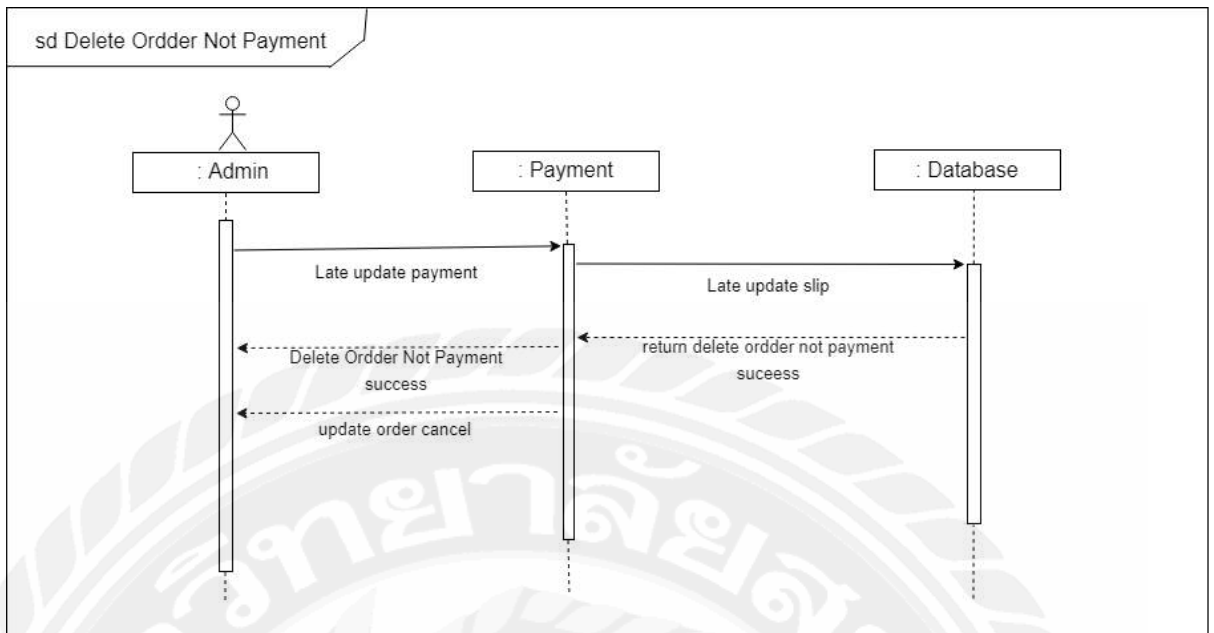 sd Delete Ordder Not Payment
: Admin
: Payment
: Database
Late update payment
Late update slip
return delete ordder not payment
suceess
Delete Ordder Not Payment
success
update order cancel